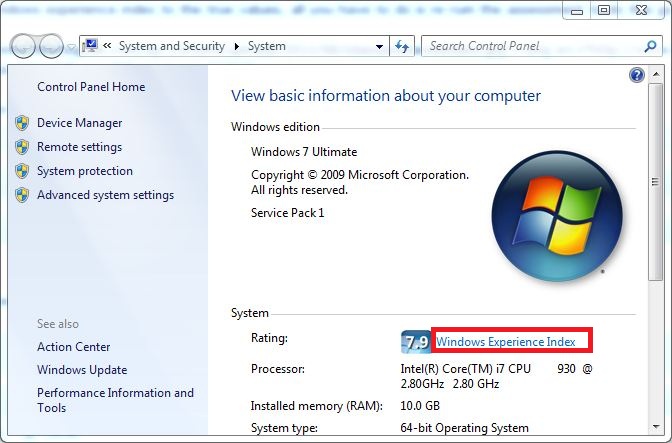 System and Security
System
Search Control Panel
Control Panel Home
Device Manager
Remote settings
System protection
Advanced system settings
See also
Action Center
Windows Update
Performance Information and
Tools
View basic information about your computer
Windows edition
Windows 7 Ultimate
Copyright © 2009 Microsoft Corporation.
All rights reserved.
Service Pack 1
System
Rating:
7.9 Windows Experience Index
Processor:
Intel(R) Core(TM) i7 CPU 930 @
2.80GHz 2.80 GHz
Installed memory (RAM):
10.0 GB
System type:
64-bit Operating System